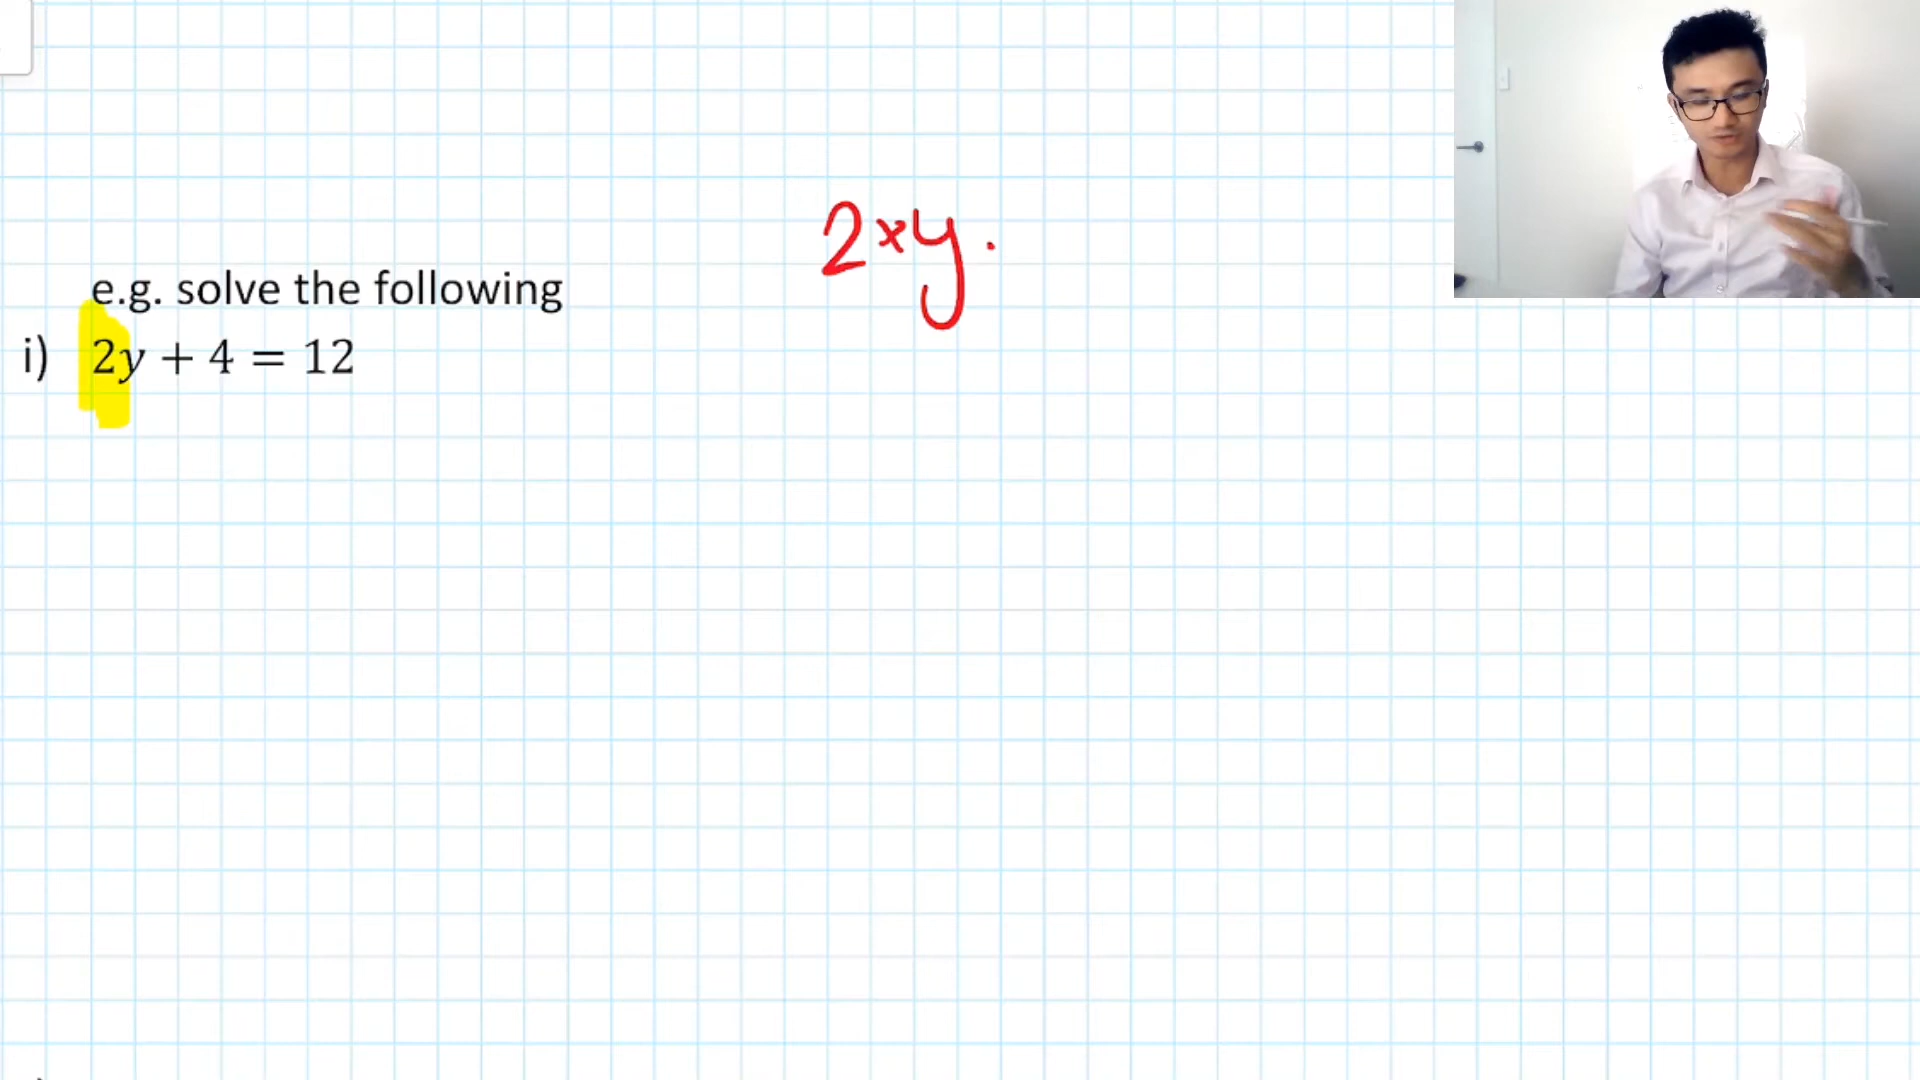 2×y.
e.g. solve the following
i) 2y + 4 = 12